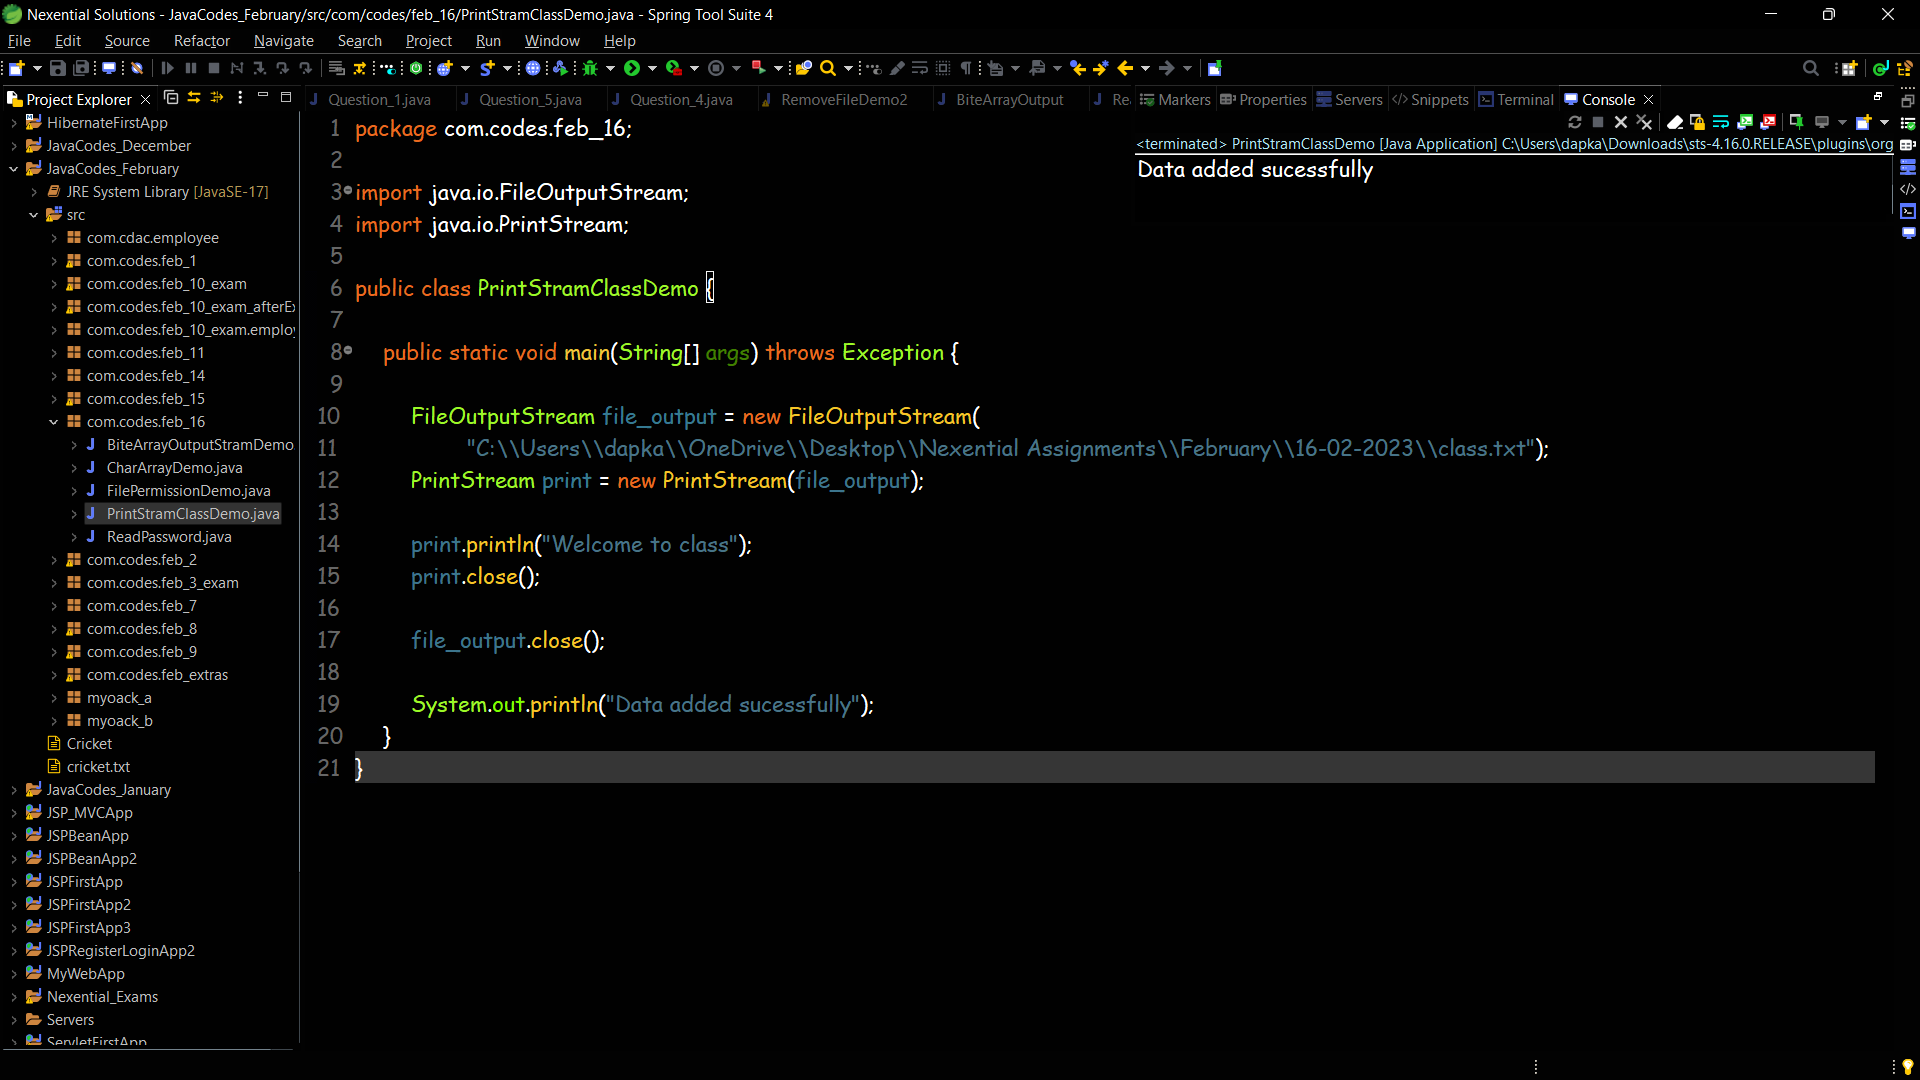 Nexential Solutions - JavaCodes_February/src/com/codes/feb_16/PrintStramClassDemo.java - Spring Tool Suite 4
File Edit Source Refactor Navigate Search Project Run Window Help
Project Explorer
HibernateFirstApp
JavaCodes_December
JavaCodes_February
JRE System Library [JavaSE-17]
src
com.cdac.employee
com.codes.feb_1
com.codes.feb_10_exam
com.codes.feb_10_exam_afterE
com.codes.feb_10_exam.emplo
com.codes.feb_11
com.codes.feb_14
com.codes.feb_15
com.codes.feb_16
BiteArrayOutputStramDemo
CharArrayDemo.java
FilePermissionDemo.java
PrintStramClassDemo.java
ReadPassword.java
com.codes.feb_2
com.codes.feb_3_exam
com.codes.feb_7
com.codes.feb_8
com.codes.feb_9
com.codes.feb_extras
myoack_a
myoack_b
Cricket
cricket.txt
JavaCodes_January
JSP_MVCApp
JSPBeanApp
JSPBeanApp2
JSPFirstApp
JSPFirstApp2
JSPFirstApp3
JSPRegisterLoginApp2
MyWebApp
Nexential_Exams
Servers
ServletFirstApp
Question_1.java Question_5.java Question_4.java RemoveFileDemo2 BiteArrayOutput Re
1 package com.codes.feb_16;
2
3 import java.io.FileOutputStream;
4 import java.io.PrintStream;
5
6 public class PrintStramClassDemo {
7
8 public static void main(String[] args) throws Exception {
9
10 FileOutputStream file_output = new FileOutputStream(
11 "C:\\Users\\dapka\\OneDrive\\Desktop\\Nexential Assignments\\February\\16-02-2023\\class.txt");
12 PrintStream print = new PrintStream(file_output);
13
14 print.println("Welcome to class");
15 print.close();
16
17 file_output.close();
18
19 System.out.println("Data added sucessfully");
20 }
21 }
Markers Properties Servers Snippets Terminal Console
<terminated> PrintStramClassDemo [Java Application] C:\Users\dapka\Downloads\sts-4.16.0.RELEASE\plugins\org
Data added sucessfully